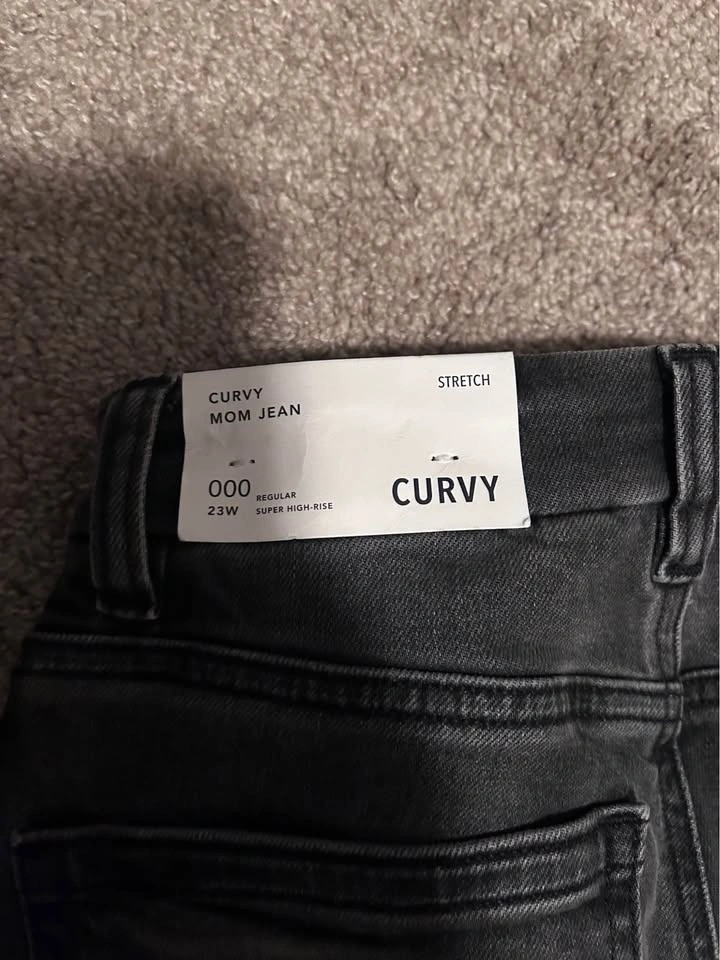 CURVY
MOM JEAN
STRETCH
000 REGULAR
23W SUPER HIGH-RISE
CURVY